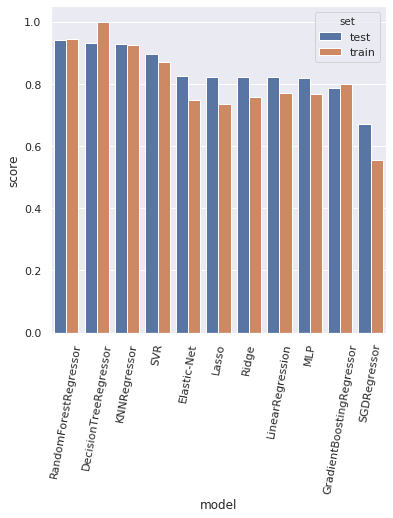 set
test
train
score
1.0
0.8
0.6
0.4
0.2
0.0
RandomForestRegressor
DecisionTreeRegressor
KNNRegressor
SVR
Elastic-Net
Lasso
Ridge
LinearRegression
MLP
GradientBoostingRegressor
SGDRegressor
model